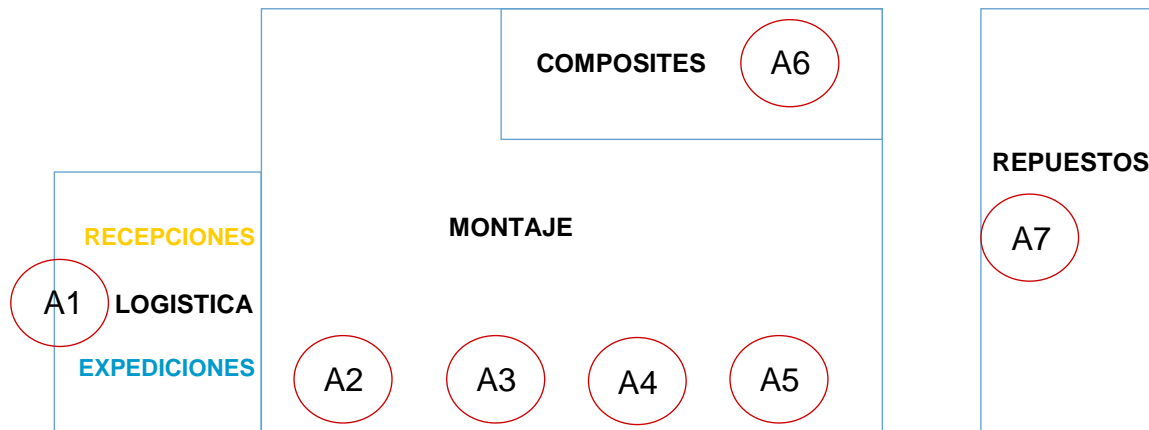 COMPOSITES A6
REPUESTOS
RECEPCIONES
MONTAJE
A7
A1 LOGISTICA
EXPEDICIONES
A2 A3 A4 A5